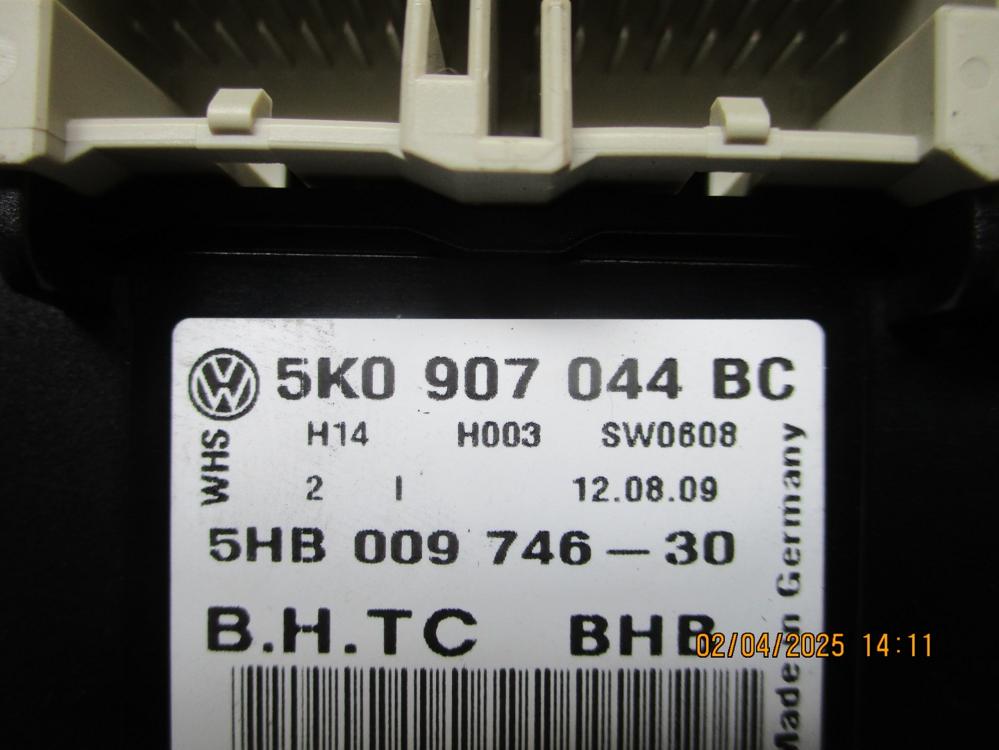 5K0 907 044 BC
H14 H003 SW0608
WHS
2 I 12.08.09
5HB 009 746-30
B.H.TC BHB
Made in Germany
02/04/2025 14:11